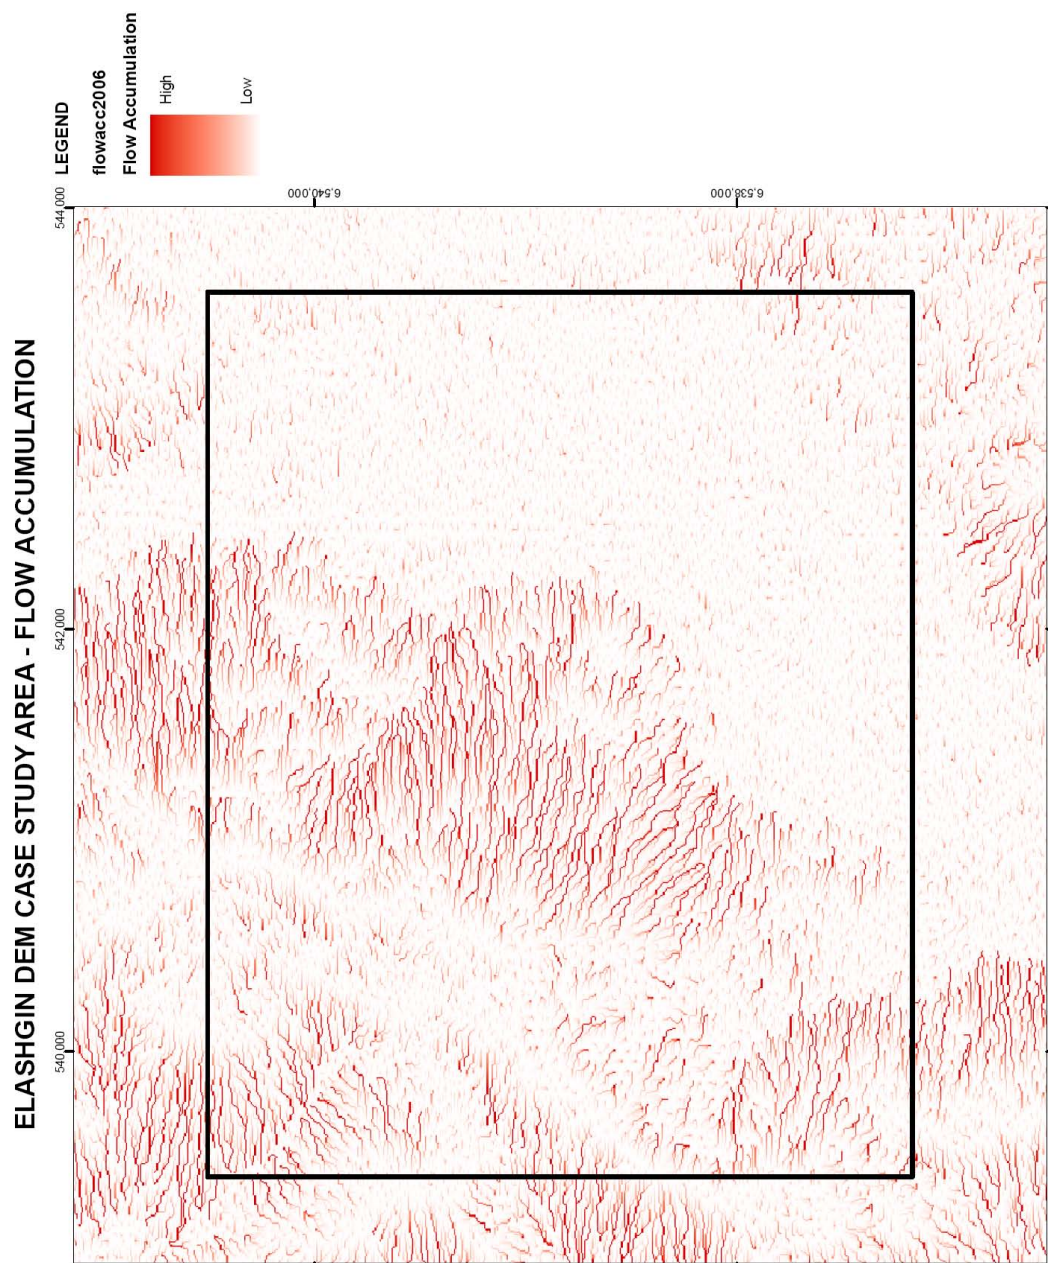 ELASHGIN DEM CASE STUDY AREA - FLOW ACCUMULATION
LEGEND
flowacc2006
Flow Accumulation
High
Low
540,000
542,000
544,000
6,540,000
6,538,000